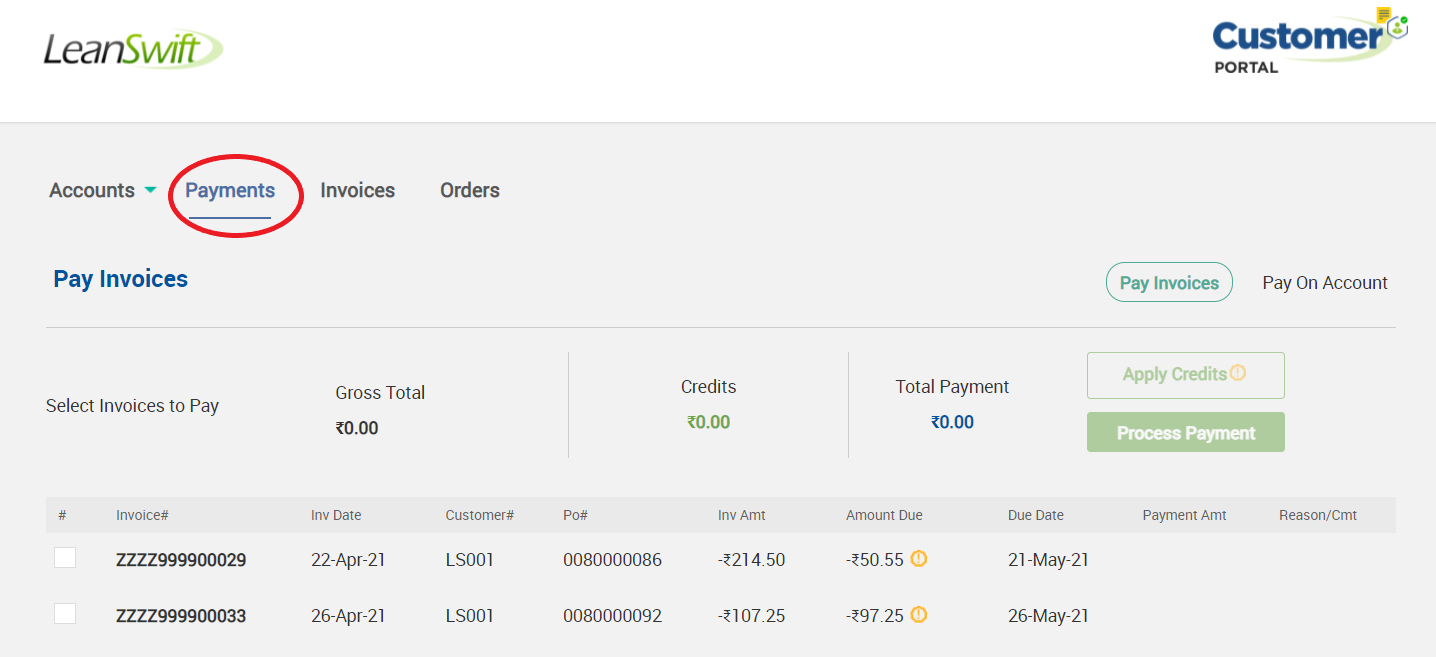 LeanSwift
Customer
PORTAL
Accounts Payments Invoices Orders
Pay Invoices
Pay Invoices Pay On Account
Select Invoices to Pay
Gross Total
₹0.00
Credits
₹0.00
Total Payment
₹0.00
Apply Credits
Process Payment
# Invoice# Inv Date Customer# Po# Inv Amt Amount Due Due Date Payment Amt Reason/Cmt
ZZZZ999900029 22-Apr-21 LS001 0080000086 -₹214.50 -₹50.55 21-May-21
ZZZZ999900033 26-Apr-21 LS001 0080000092 -₹107.25 -₹97.25 26-May-21